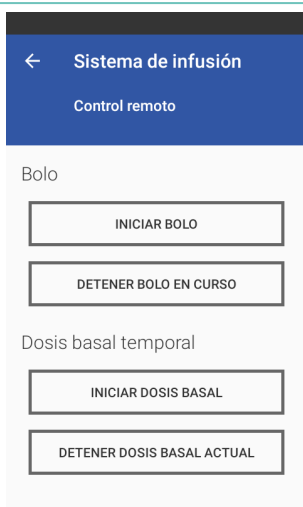 Sistema de infusión
Control remoto
Bolo
INICIAR BOLO
DETENER BOLO EN CURSO
Dosis basal temporal
INICIAR DOSIS BASAL
DETENER DOSIS BASAL ACTUAL